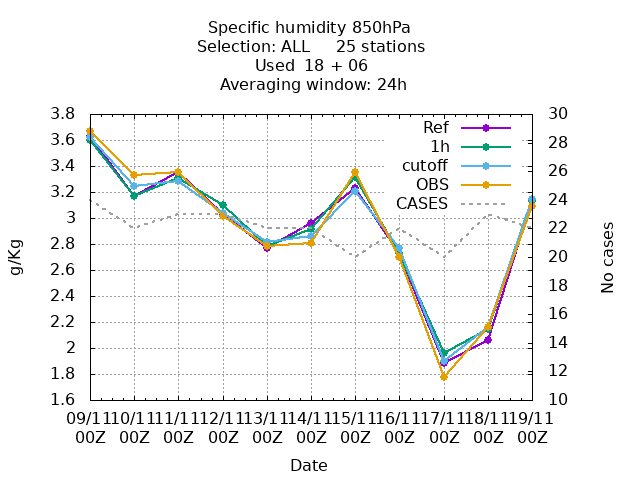 Specific humidity 850hPa
Selection: ALL     25 stations
Used  18 + 06
Averaging window: 24h
3.8
3.6
3.4
3.2
3
2.8
2.6
2.4
2.2
2
1.8
1.6
g/Kg
30
28
26
24
22
20
18
16
14
12
10
No cases
Ref
1h
cutoff
OBS
CASES
09/11 10/11 11/11 12/11 13/11 14/11 15/11 16/11 17/11 18/11 19/11
00Z 00Z 00Z 00Z 00Z 00Z 00Z 00Z 00Z 00Z 00Z
Date